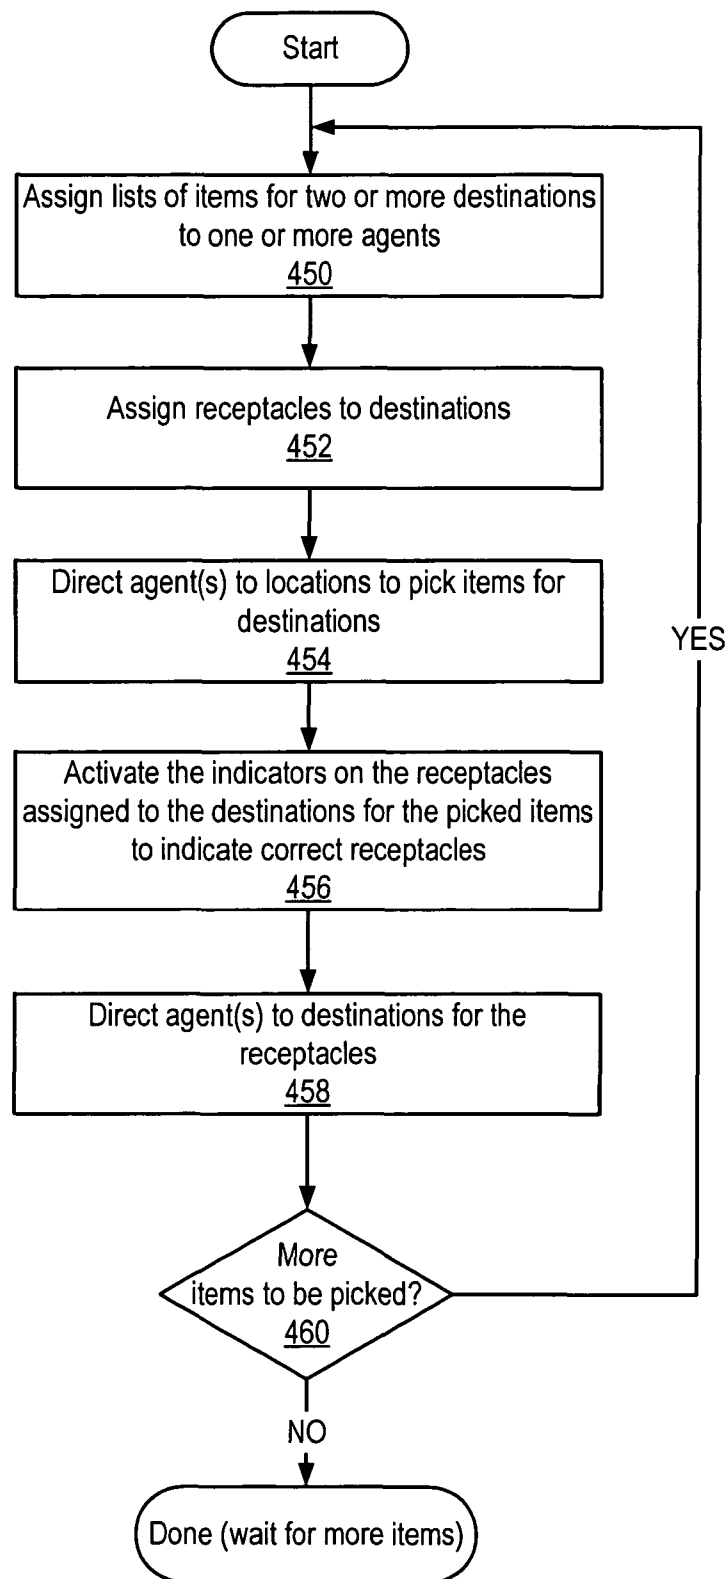 Start
Assign lists of items for two or more destinations
to one or more agents
450
Assign receptacles to destinations
452
Direct agent(s) to locations to pick items for
destinations
454
YES
Activate the indicators on the receptacles
assigned to the destinations for the picked items
to indicate correct receptacles
456
Direct agent(s) to destinations for the
receptacles
458
More
items to be picked?
460
NO
Done (wait for more items)